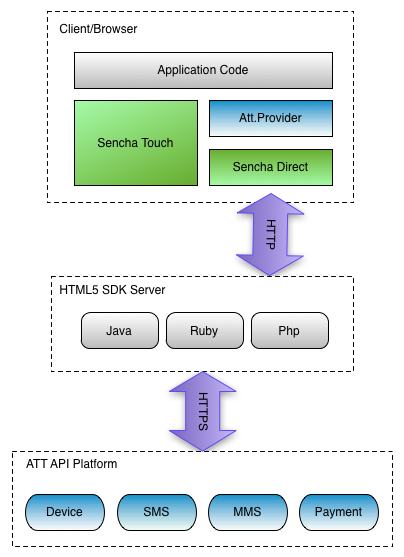 Client/Browser
Application Code
Sencha Touch
Att.Provider
Sencha Direct
HTTP
HTML5 SDK Server
Java
Ruby
Php
HTTPS
ATT API Platform
Device
SMS
MMS
Payment